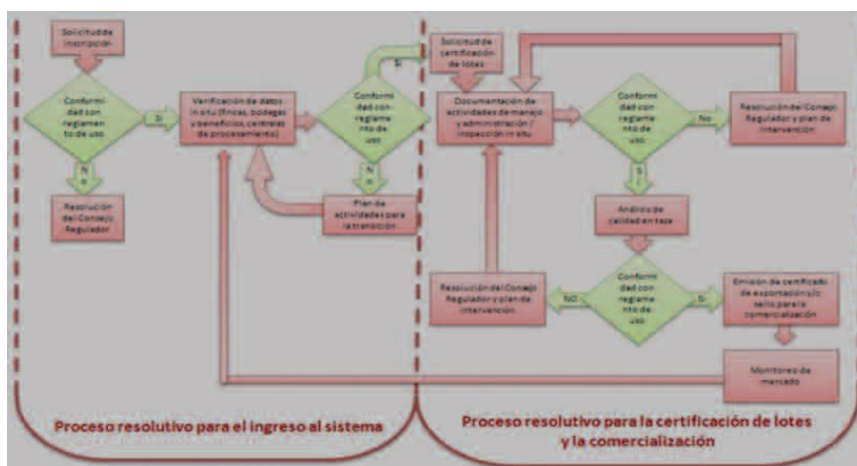 Solicitud de
inscripción
Conformi
dad con
reglame
nto de uso
Si
N
o
Resolución
del Consejo
Regulador
Verificación de datos
in situ (fincas, bodegas
y beneficios, centrales
de procesamiento)
Conformi
dad con
reglame
nto de
uso
Si
N
o
Plan de
actividades para
la transición
Solicitud de
certificación
de lotes
Documentación de
actividades de manejo
y administración /
inspección in situ
Conformi
dad con
reglame
nto de
uso
No
Resolución del Consejo
Regulador y plan de
intervención
S
i
Análisis de
calidad en taza
Conformi
dad con
reglame
nto de
uso
NO
Resolución del Consejo
Regulador y plan de
intervención
Si
Emisión de certificado
de exportación y/o
sello para la
comercialización
Monitoreo de
mercado
Proceso resolutivo para el ingreso al sistema
Proceso resolutivo para la certificación de lotes
y la comercialización